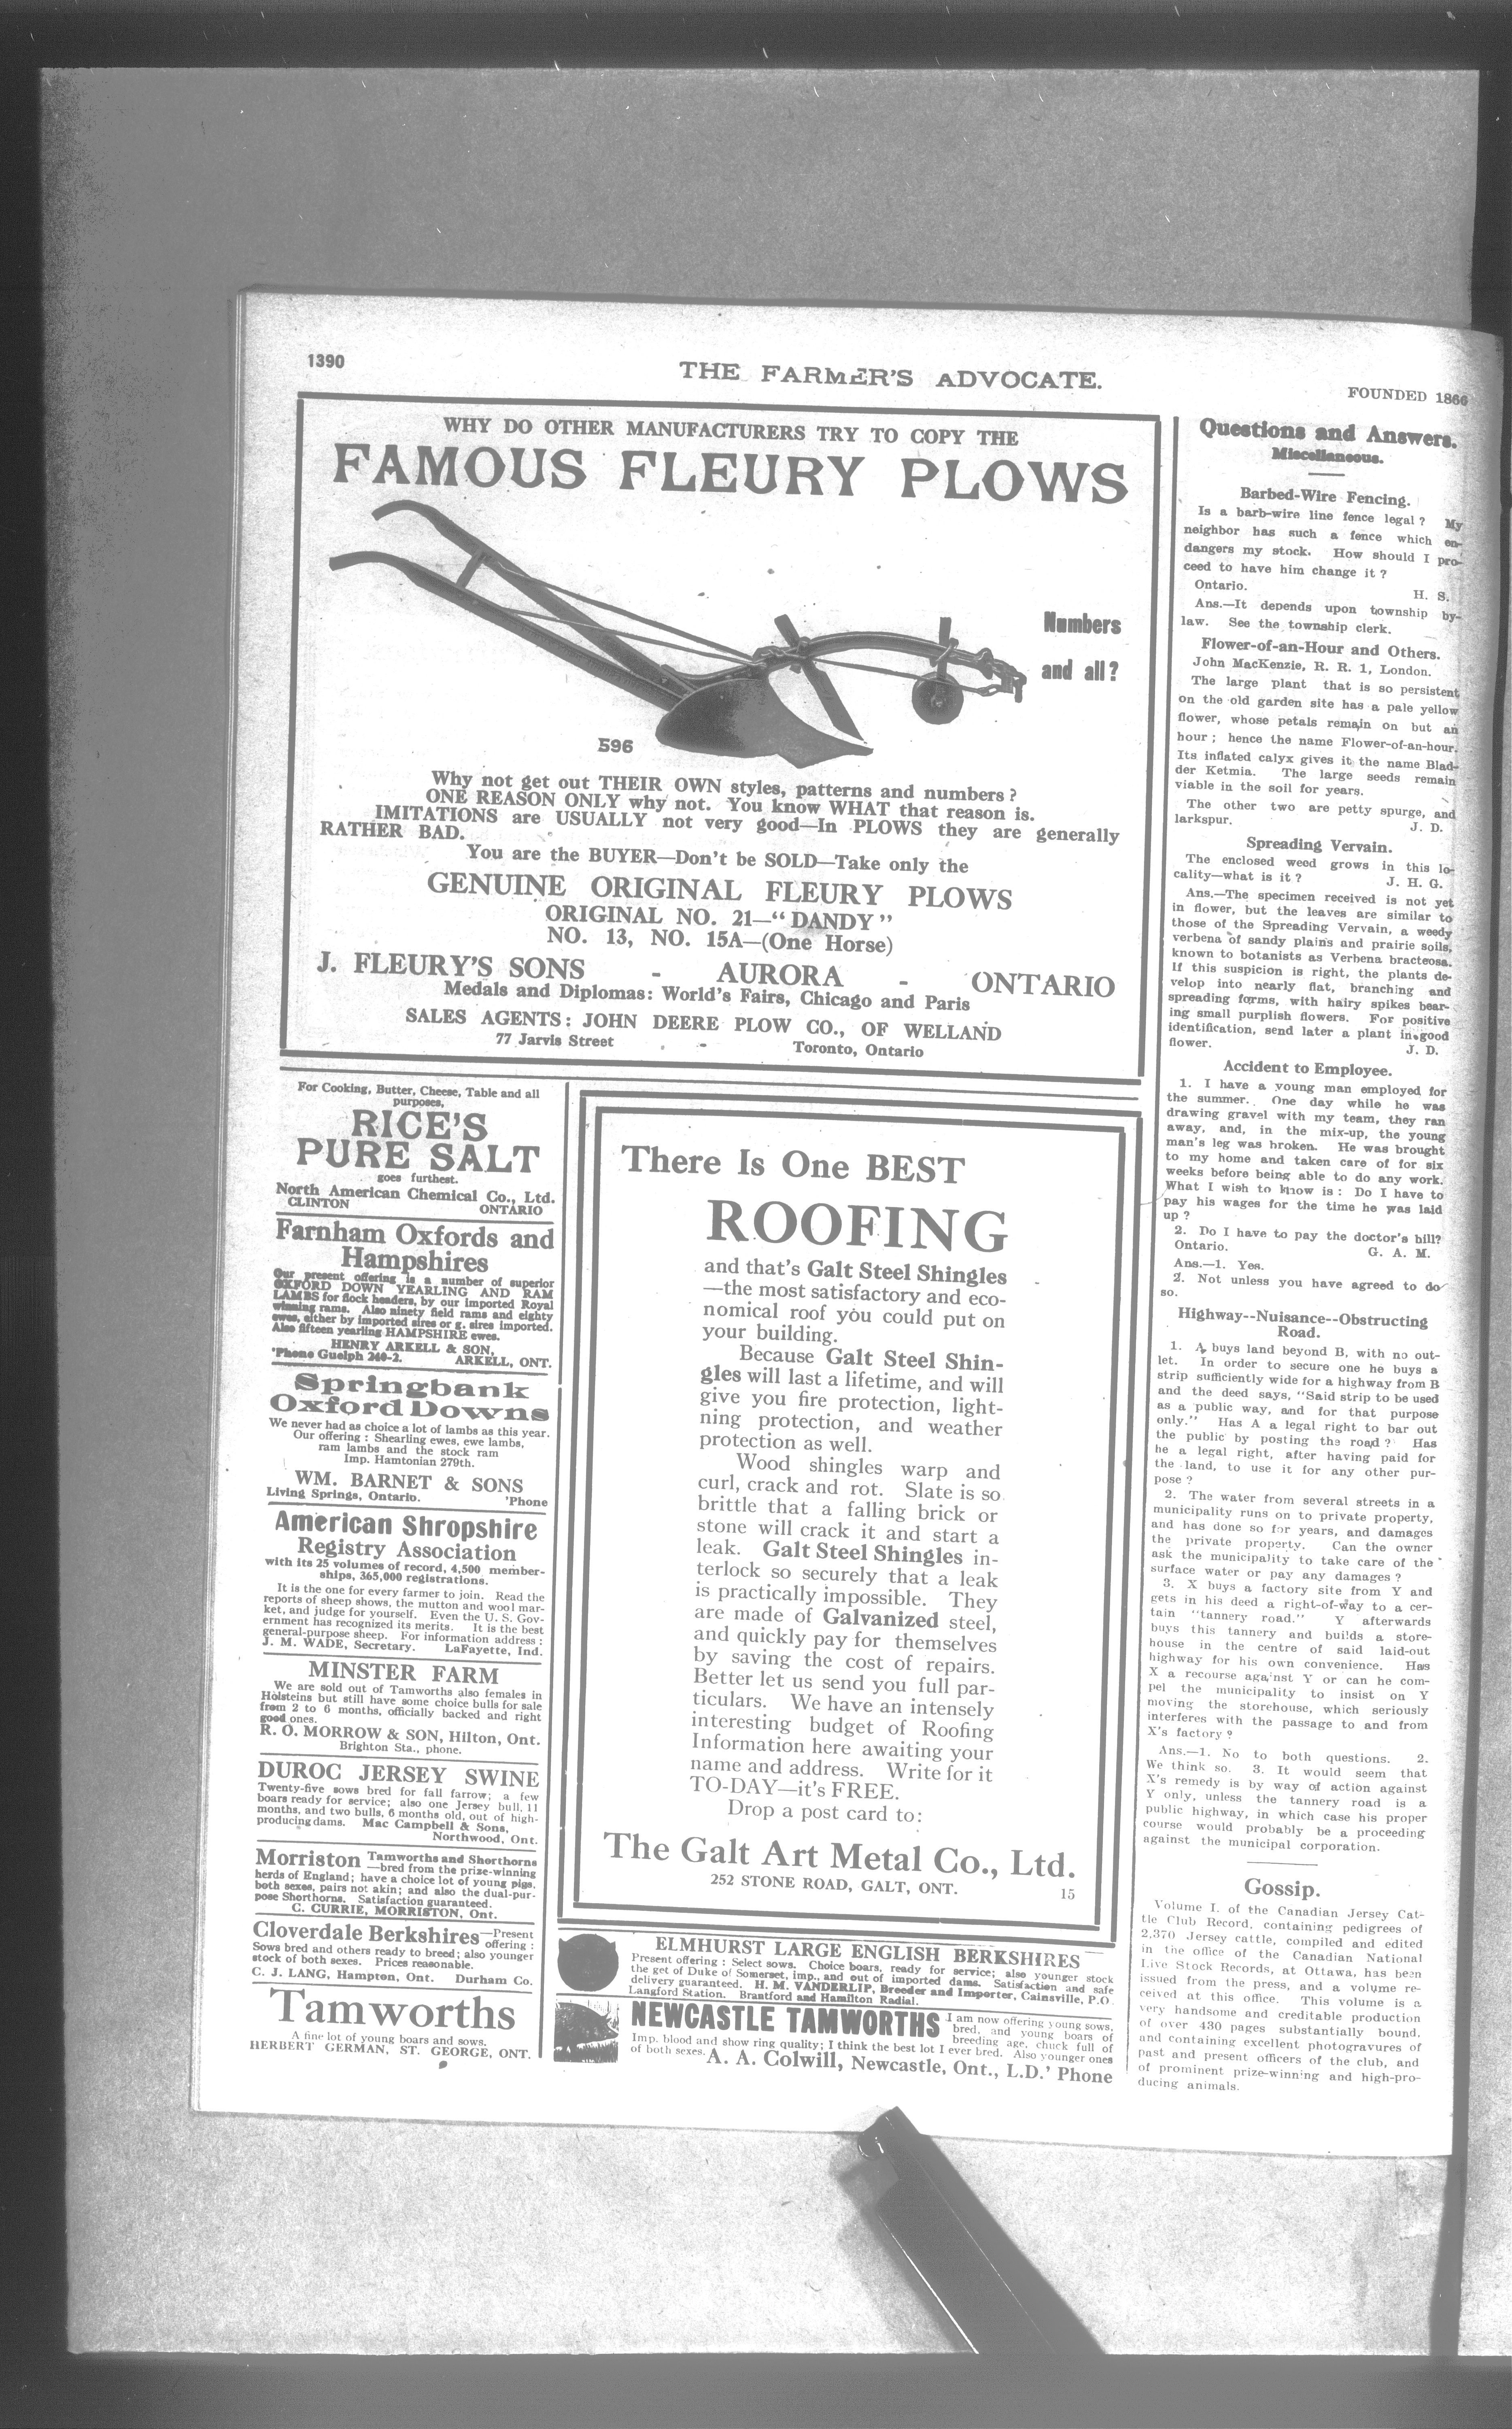 1390
THE FARMER'S ADVOCATE.
FOUNDED 1866
WHY DO OTHER MANUFACTURERS TRY TO COPY THE
FAMOUS FLEURY PLOWS
Numbers
and all?
596
Why not get out THEIR OWN styles, patterns and numbers?
ONE REASON ONLY why not. You know WHAT that reason is.
IMITATIONS are USUALLY not very good—In PLOWS they are generally
RATHER BAD.
You are the BUYER—Don't be SOLD—Take only the
GENUINE ORIGINAL FLEURY PLOWS
ORIGINAL NO. 21—"DANDY"
NO. 13, NO. 15A—(One Horse)
J. FLEURY'S SONS - AURORA - ONTARIO
Medals and Diplomas: World's Fairs, Chicago and Paris
SALES AGENTS: JOHN DEERE PLOW CO., OF WELLAND
77 Jarvis Street - Toronto, Ontario
For Cooking, Butter, Cheese, Table and all
purposes,
RICE'S
PURE SALT
goes furthest.
North American Chemical Co., Ltd.
CLINTON ONTARIO
Farnham Oxfords and
Hampshires
Our present offering is a number of superior
OXFORD DOWN YEARLING AND RAM
LAMBS for flock headers, by our imported Royal
winning rams. Also ninety field rams and eighty
ewes, either by imported sires or g. sires imported.
Also fifteen yearling HAMPSHIRE ewes.
HENRY ARKELL & SON,
'Phone Guelph 240-2. ARKELL, ONT.
Springbank
Oxford Downs
We never had as choice a lot of lambs as this year.
Our offering : Shearling ewes, ewe lambs,
ram lambs and the stock ram
Imp. Hamtonian 279th.
WM. BARNET & SONS
Living Springs, Ontario. 'Phone
American Shropshire
Registry Association
with its 25 volumes of record, 4,500 member-
ships, 365,000 registrations.
It is the one for every farmer to join. Read the
reports of sheep shows, the mutton and wool mar-
ket, and judge for yourself. Even the U. S. Gov-
ernment has recognized its merits. It is the best
general-purpose sheep. For information address :
J. M. WADE, Secretary. LaFayette, Ind.
MINSTER FARM
We are sold out of Tamworths also females in
Holsteins but still have some choice bulls for sale
from 2 to 6 months, officially backed and right
good ones.
R. O. MORROW & SON, Hilton, Ont.
Brighton Sta., phone.
DUROC JERSEY SWINE
Twenty-five sows bred for fall farrow; a few
boars ready for service; also one Jersey bull, 11
months, and two bulls, 6 months old, out of high-
producing dams. Mac Campbell & Sons,
Northwood, Ont.
Morriston Tamworths and Shorthorns
—bred from the prize-winning
herds of England; have a choice lot of young pigs,
both sexes, pairs not akin; and also the dual-pur-
pose Shorthorns. Satisfaction guaranteed.
C. CURRIE, MORRISTON, Ont.
Cloverdale Berkshires—Present
offering :
Sows bred and others ready to breed; also younger
stock of both sexes. Prices reasonable.
C. J. LANG, Hampton, Ont. Durham Co.
Tamworths
A fine lot of young boars and sows.
HERBERT GERMAN, ST. GEORGE, ONT.
There Is One BEST
ROOFING
and that's Galt Steel Shingles
—the most satisfactory and eco-
nomical roof you could put on
your building.
Because Galt Steel Shin-
gles will last a lifetime, and will
give you fire protection, light-
ning protection, and weather
protection as well.
Wood shingles warp and
curl, crack and rot. Slate is so
brittle that a falling brick or
stone will crack it and start a
leak. Galt Steel Shingles in-
terlock so securely that a leak
is practically impossible. They
are made of Galvanized steel,
and quickly pay for themselves
by saving the cost of repairs.
Better let us send you full par-
ticulars. We have an intensely
interesting budget of Roofing
Information here awaiting your
name and address. Write for it
TO-DAY—it's FREE.
Drop a post card to:
The Galt Art Metal Co., Ltd.
252 STONE ROAD, GALT, ONT. 15
ELMHURST LARGE ENGLISH BERKSHIRES
Present offering : Select sows. Choice boars, ready for service; also younger stock
the get of Duke of Somerset, imp., and out of imported dams. Satisfaction and safe
delivery guaranteed. H. M. VANDERLIP, Breeder and Importer, Cainsville, P.O.
Langford Station. Brantford and Hamilton Radial.
NEWCASTLE TAMWORTHS I am now offering young sows,
bred, and young boars of
breeding age, chuck full of
Imp. blood and show ring quality; I think the best lot I ever bred. Also younger ones
of both sexes. A. A. Colwill, Newcastle, Ont., L.D.' Phone
Questions and Answers.
Miscellaneous.
Barbed-Wire Fencing.
Is a barb-wire line fence legal? My
neighbor has such a fence which en-
dangers my stock. How should I pro-
ceed to have him change it?
Ontario. H. S.
Ans.—It depends upon township by-
law. See the township clerk.
Flower-of-an-Hour and Others.
John MacKenzie, R. R. 1, London.
The large plant that is so persistent
on the old garden site has a pale yellow
flower, whose petals remain on but an
hour ; hence the name Flower-of-an-hour.
Its inflated calyx gives it the name Blad-
der Ketmia. The large seeds remain
viable in the soil for years.
The other two are petty spurge, and
larkspur. J. D.
Spreading Vervain.
The enclosed weed grows in this lo-
cality—what is it? J. H. G.
Ans.—The specimen received is not yet
in flower, but the leaves are similar to
those of the Spreading Vervain, a weedy
verbena of sandy plains and prairie soils,
known to botanists as Verbena bracteosa.
If this suspicion is right, the plants de-
velop into nearly flat, branching and
spreading forms, with hairy spikes bear-
ing small purplish flowers. For positive
identification, send later a plant in good
flower. J. D.
Accident to Employee.
1. I have a young man employed for
the summer. One day while he was
drawing gravel with my team, they ran
away, and, in the mix-up, the young
man's leg was broken. He was brought
to my home and taken care of for six
weeks before being able to do any work.
What I wish to know is : Do I have to
pay his wages for the time he was laid
up ?
2. Do I have to pay the doctor's bill?
Ontario. G. A. M.
Ans.—1. Yes.
2. Not unless you have agreed to do
so.
Highway--Nuisance--Obstructing
Road.
1. A buys land beyond B, with no out-
let. In order to secure one he buys a
strip sufficiently wide for a highway from B
and the deed says, "Said strip to be used
as a public way, and for that purpose
only." Has A a legal right to bar out
the public by posting the road? Has
he a legal right, after having paid for
the land, to use it for any other pur-
pose ?
2. The water from several streets in a
municipality runs on to private property,
and has done so for years, and damages
the private property. Can the owner
ask the municipality to take care of the
surface water or pay any damages ?
3. X buys a factory site from Y and
gets in his deed a right-of-way to a cer-
tain "tannery road." Y afterwards
buys this tannery and builds a store-
house in the centre of said laid-out
highway for his own convenience. Has
X a recourse against Y or can he com-
pel the municipality to insist on Y
moving the storehouse, which seriously
interferes with the passage to and from
X's factory ?
Ans.—1. No to both questions. 2.
We think so. 3. It would seem that
X's remedy is by way of action against
Y only, unless the tannery road is a
public highway, in which case his proper
course would probably be a proceeding
against the municipal corporation.
Gossip.
Volume I. of the Canadian Jersey Cat-
tle Club Record, containing pedigrees of
2,370 Jersey cattle, compiled and edited
in the office of the Canadian National
Live Stock Records, at Ottawa, has been
issued from the press, and a volume re-
ceived at this office. This volume is a
very handsome and creditable production
of over 430 pages substantially bound,
and containing excellent photogravures of
past and present officers of the club, and
of prominent prize-winning and high-pro-
ducing animals.